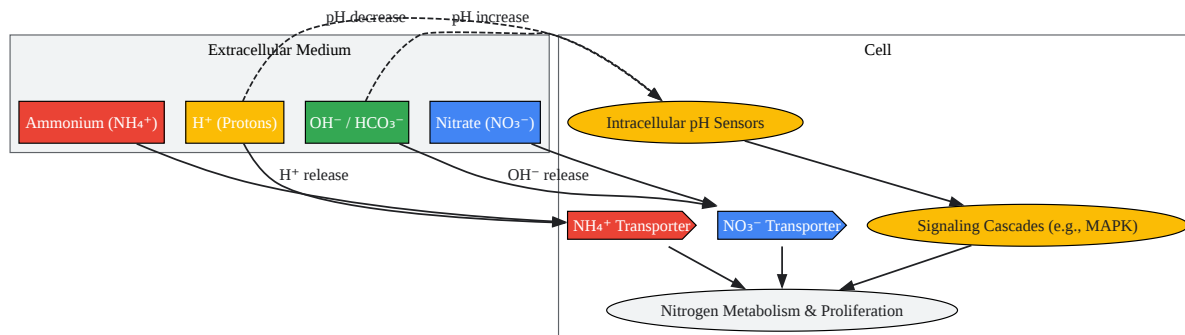 pH decrease
pH increase
Extracellular Medium
Cell
Ammonium (NH₄⁺)
H⁺ (Protons)
OH⁻ / HCO₃⁻
Nitrate (NO₃⁻)
Intracellular pH Sensors
H⁺ release
OH⁻ release
NH₄⁺ Transporter
NO₃⁻ Transporter
Signaling Cascades (e.g., MAPK)
Nitrogen Metabolism & Proliferation